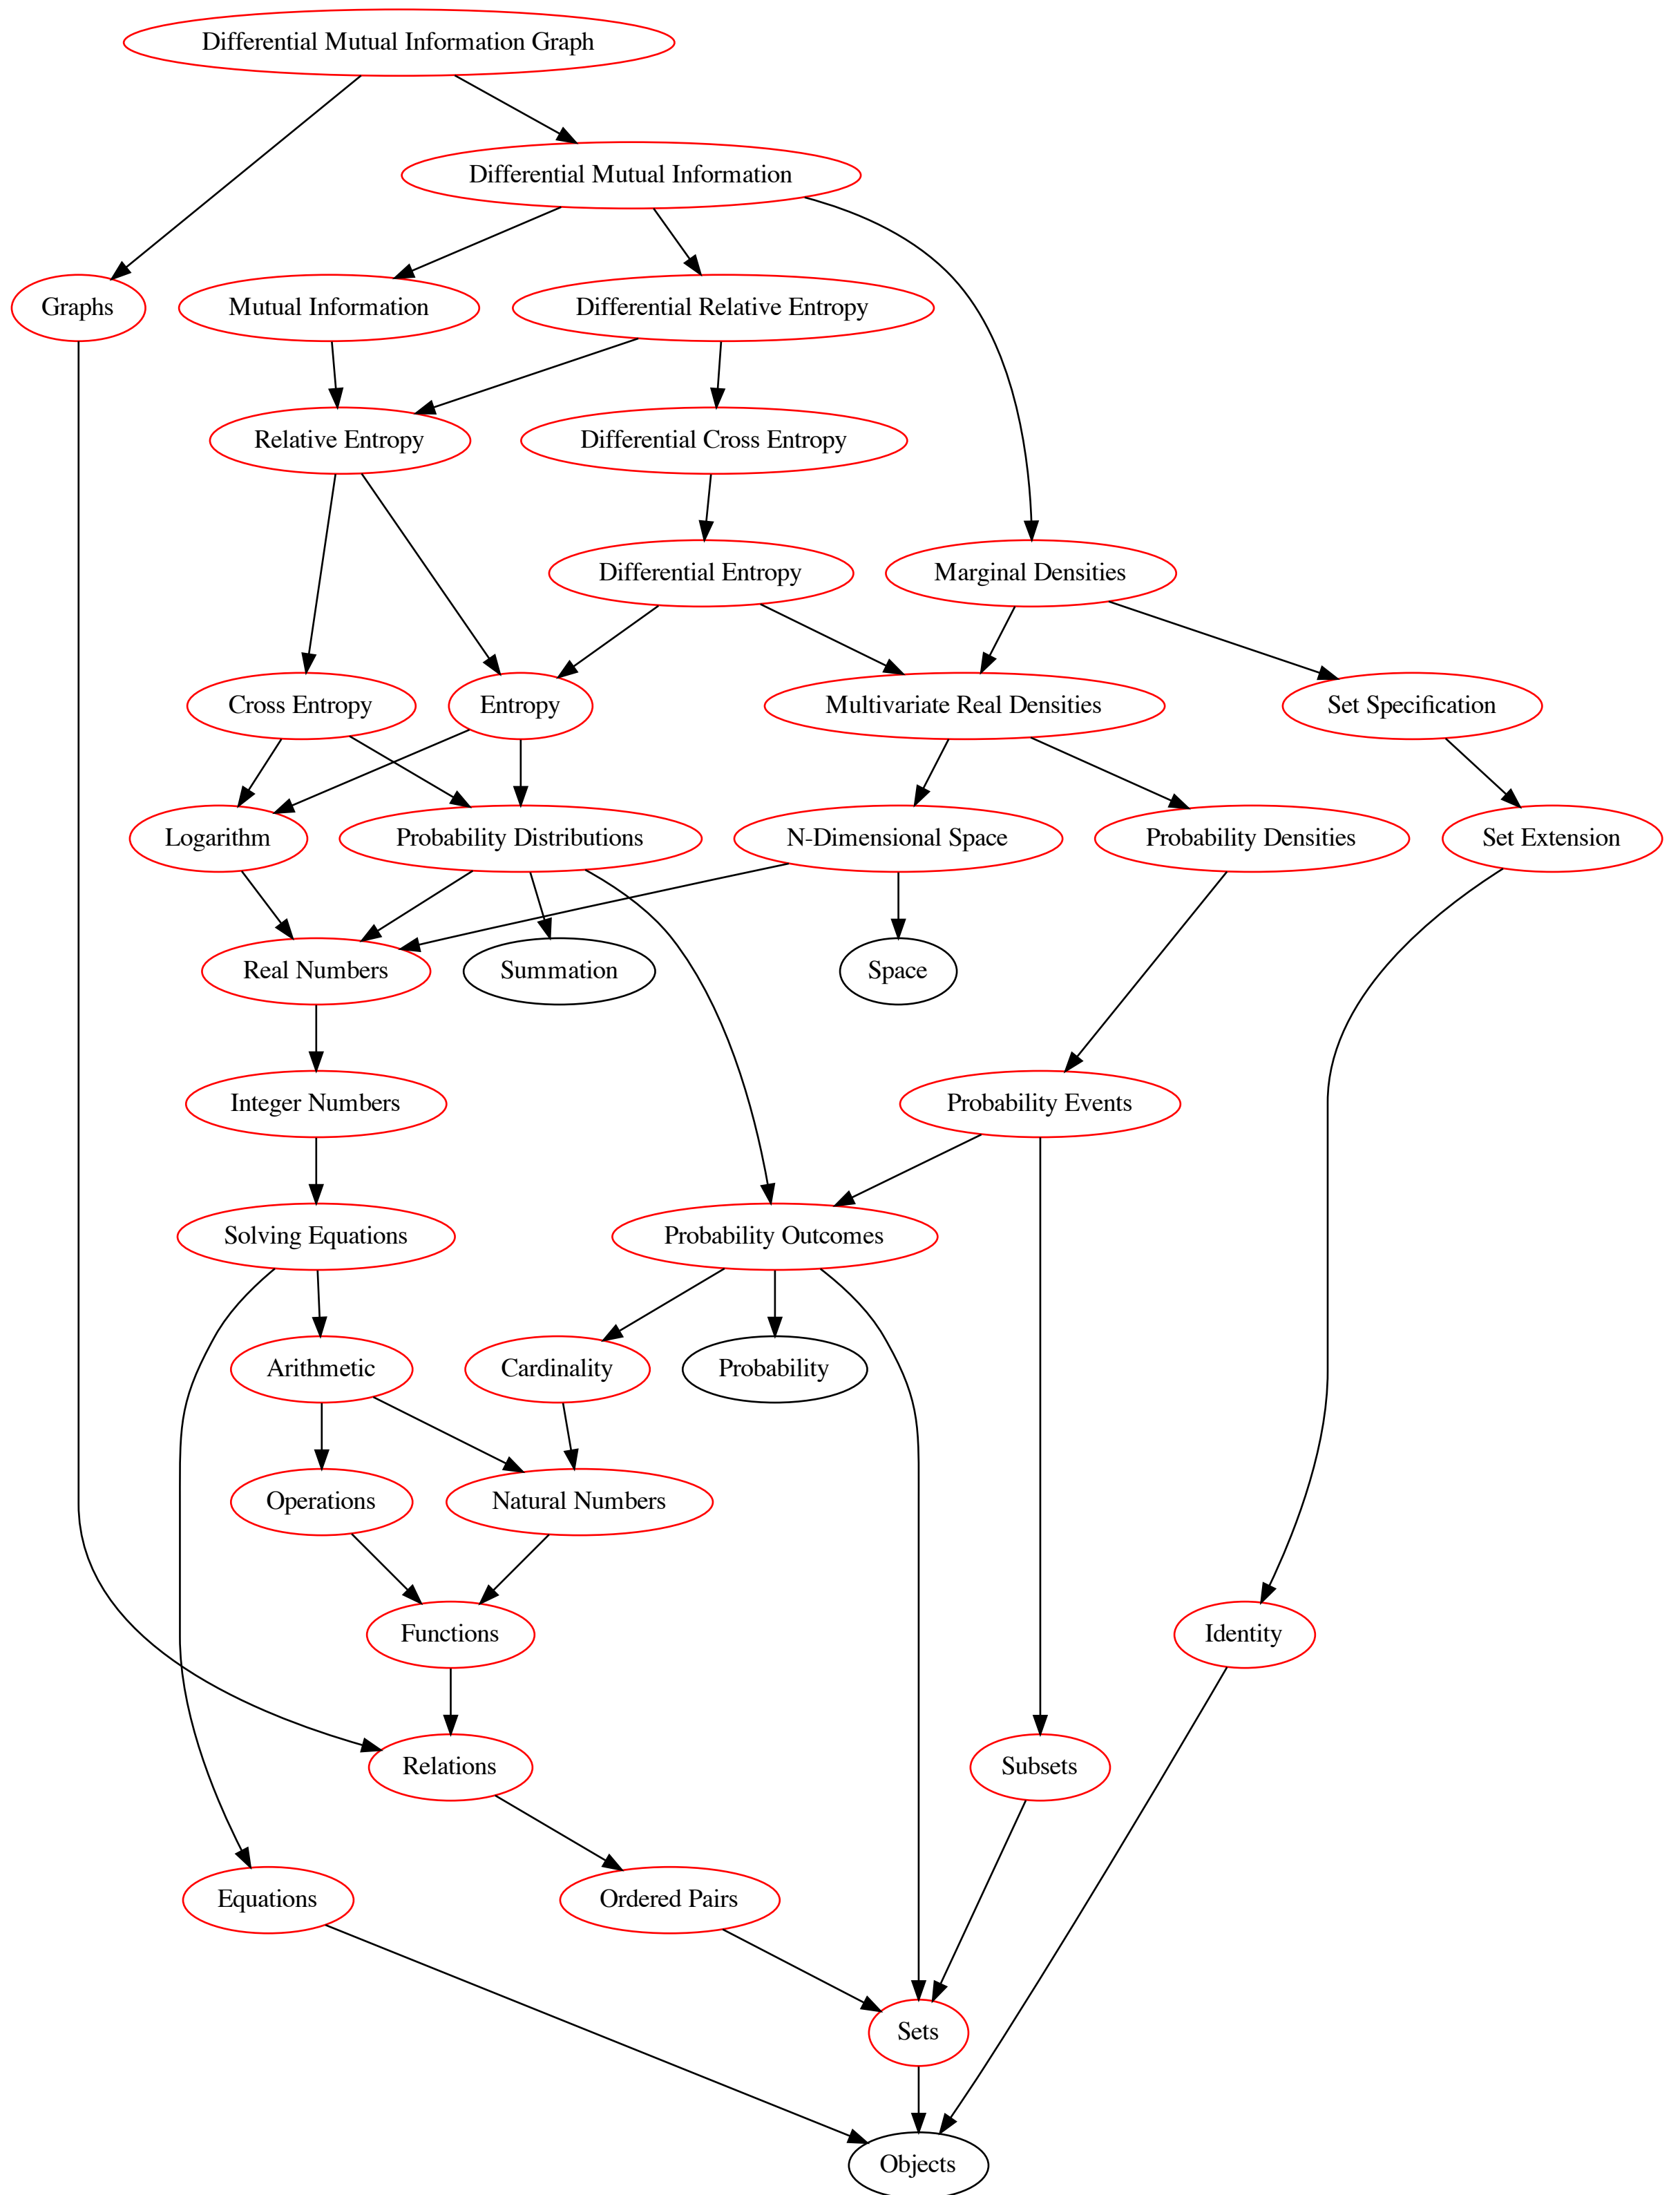 Differential Mutual Information Graph
Differential Mutual Information
Graphs
Mutual Information
Differential Relative Entropy
Relative Entropy
Differential Cross Entropy
Differential Entropy
Marginal Densities
Cross Entropy
Entropy
Multivariate Real Densities
Set Specification
Logarithm
Probability Distributions
N-Dimensional Space
Probability Densities
Set Extension
Real Numbers
Summation
Space
Integer Numbers
Probability Events
Solving Equations
Probability Outcomes
Arithmetic
Cardinality
Probability
Operations
Natural Numbers
Functions
Identity
Relations
Subsets
Equations
Ordered Pairs
Sets
Objects